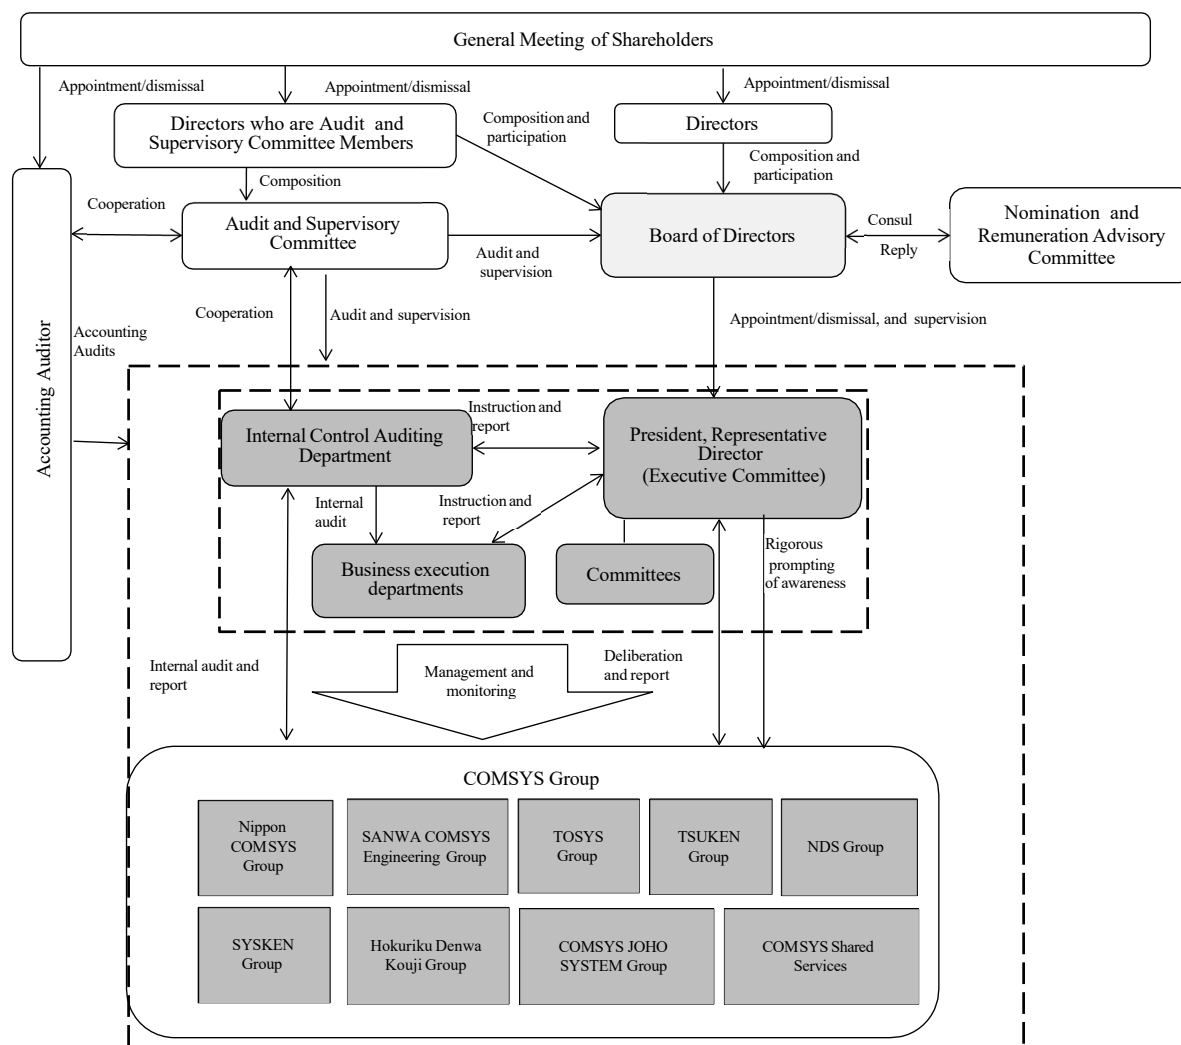 General Meeting of Shareholders
Appointment/dismissal
Appointment/dismissal
Appointment/dismissal
Directors who are Audit and
Supervisory Committee Members
Composition and
participation
Directors
Composition
Composition and
participation
Cooperation
Audit and Supervisory
Committee
Audit and
supervision
Board of Directors
Consul
Reply
Nomination and
Remuneration Advisory
Committee
Accounting Auditor
Accounting
Audits
Cooperation
Audit and supervision
Appointment/dismissal, and supervision
Internal Control Auditing
Department
Instruction and
report
President, Representative
Director
(Executive Committee)
Internal
audit
Instruction and
report
Business execution
departments
Committees
Rigorous
prompting
of awareness
Internal audit and
report
Management and
monitoring
Deliberation
and report
COMSYS Group
Nippon
COMSYS
Group
SANWA COMSYS
Engineering Group
TOSYS
Group
TSUKEN
Group
NDS Group
SYSKEN
Group
Hokuriku Denwa
Kouji Group
COMSYS JOHO
SYSTEM Group
COMSYS Shared
Services